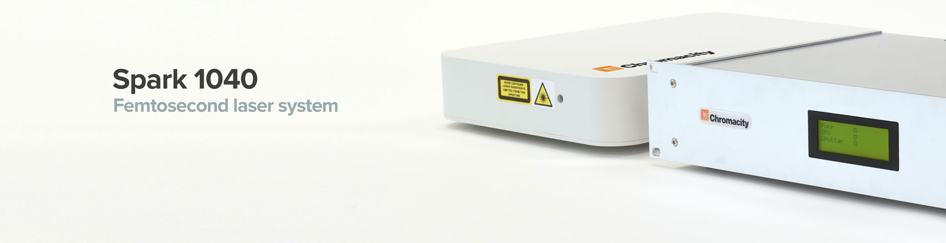 Spark 1040
Femtosecond laser system
Chromacity
Chromacity